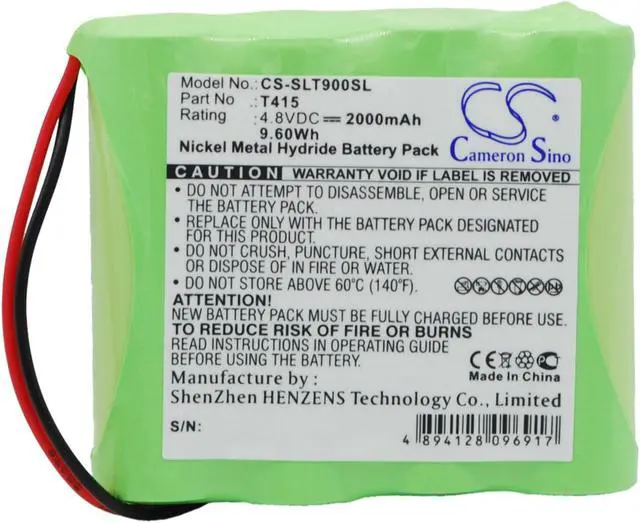 Model No.: CS-SLT900SL
Part No : T415
Rating : 4.8VDC 2000mAh
9.60Wh
Nickel Metal Hydride Battery Pack
CS
Cameron Sino
CAUTION WARRANTY VOID IF LABEL IS REMOVED
• DO NOT ATTEMPT TO DISASSEMBLE, OPEN OR SERVICE
THE BATTERY PACK.
• REPLACE ONLY WITH THE BATTERY PACK DESIGNATED
FOR THIS PRODUCT.
• DO NOT CRUSH, PUNCTURE, SHORT EXTERNAL CONTACTS
OR DISPOSE OF IN FIRE OR WATER.
• DO NOT STORE ABOVE 60℃ (140℉).
ATTENTION!
NEW BATTERY PACK MUST BE FULLY CHARGED BEFORE USE
TO REDUCE RISK OF FIRE OR BURNS
READ INSTRUCTIONS IN OPERATING GUIDE
BEFORE USING THE BATTERY.
CE
Made In China
Manufacture by :
ShenZhen HENZENS Technology Co., Limited
S/N:
4 894128 096917